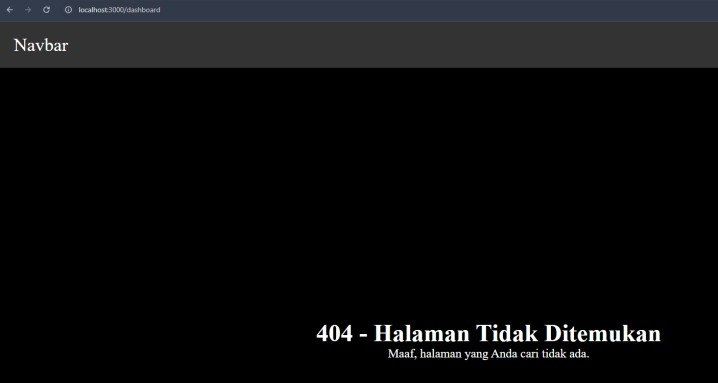 localhost:3000/dashboard
Navbar
404 - Halaman Tidak Ditemukan
Maaf, halaman yang Anda cari tidak ada.